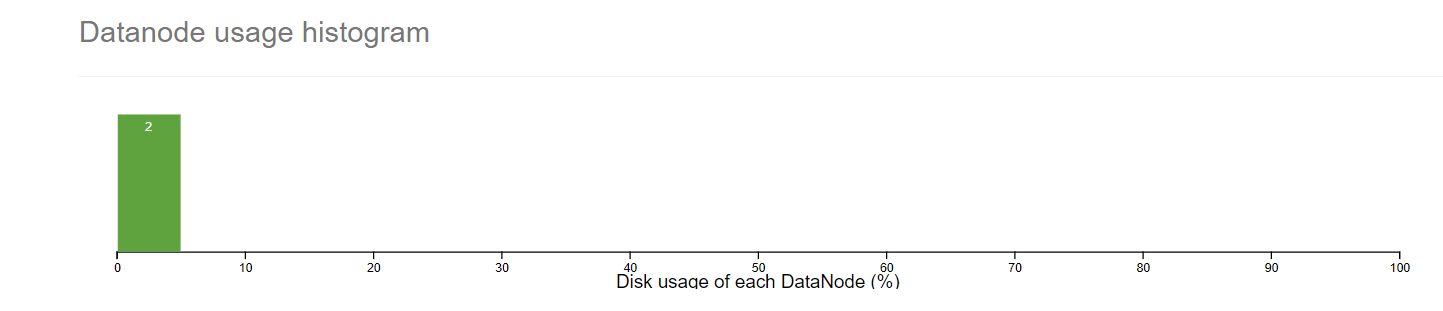 Datanode usage histogram
2
0 10 20 30 40 50 60 70 80 90 100
Disk usage of each DataNode (%)